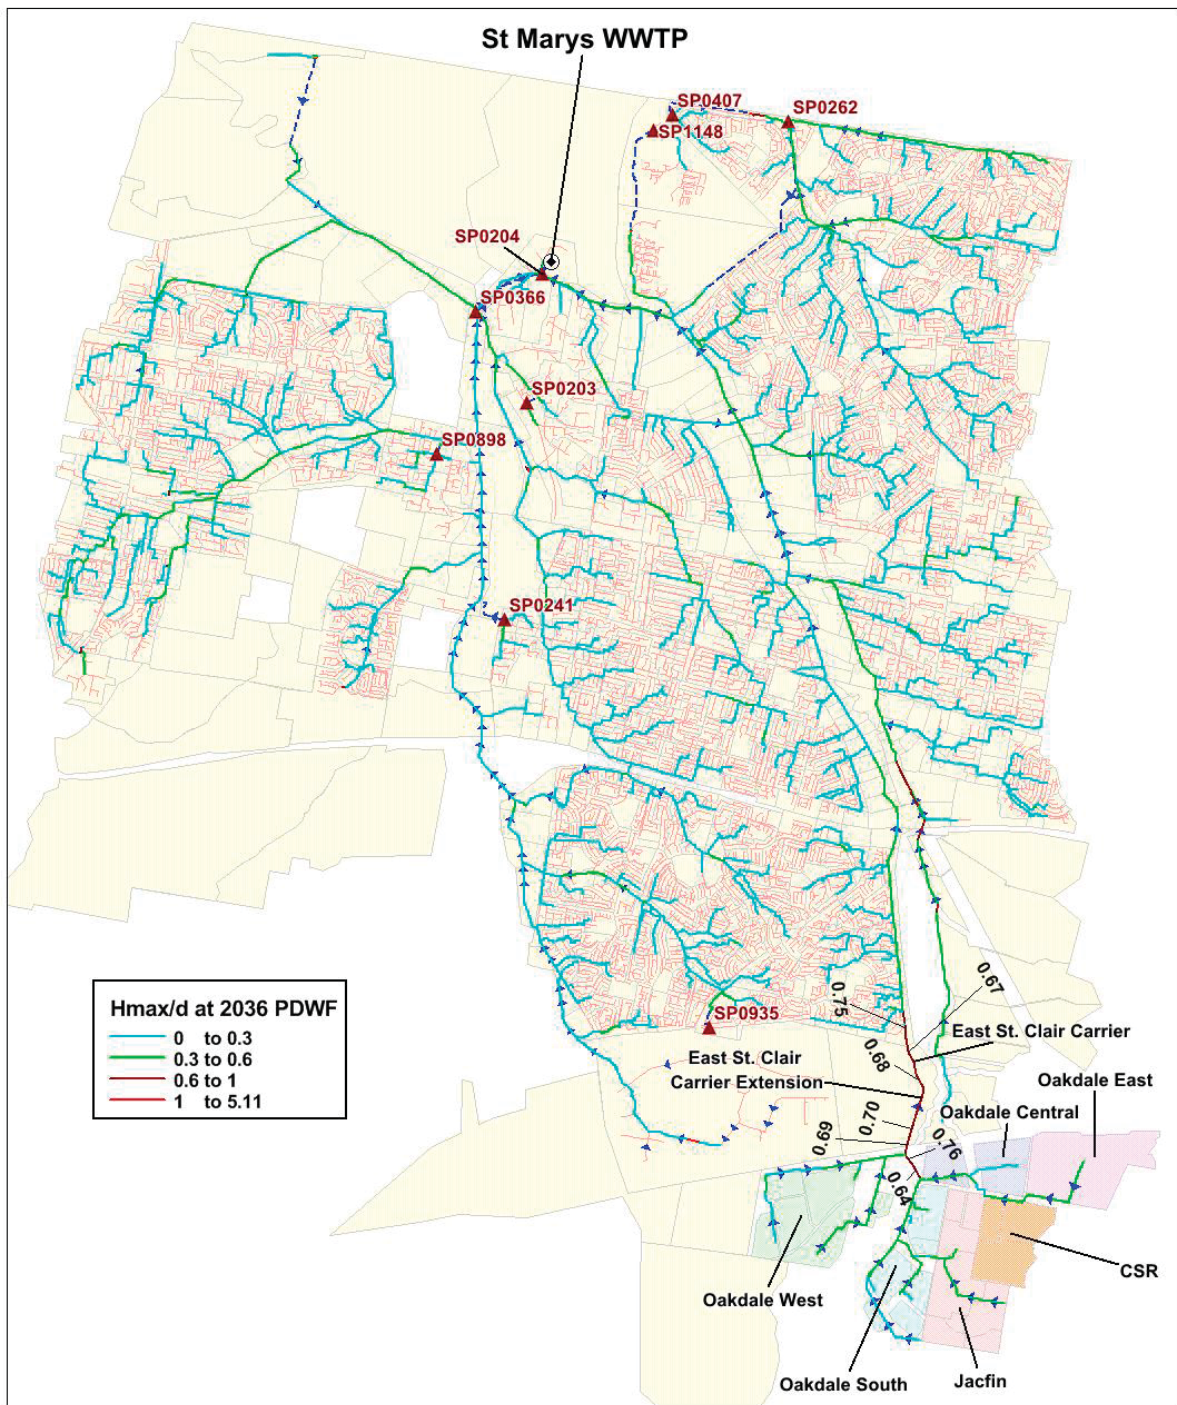 St Marys WWTP
SP0407
SP0262
SP1148
SP0204
SP0366
SP0203
SP0898
SP0241
Hmax/d at 2036 PDWF
0 to 0.3
0.3 to 0.6
0.6 to 1
1 to 5.11
0.75
0.67
SP0935
East St. Clair Carrier
0.68
East St. Clair
Carrier Extension
Oakdale East
0.70
Oakdale Central
0.69
0.76
0.64
CSR
Oakdale West
Oakdale South
Jacfin